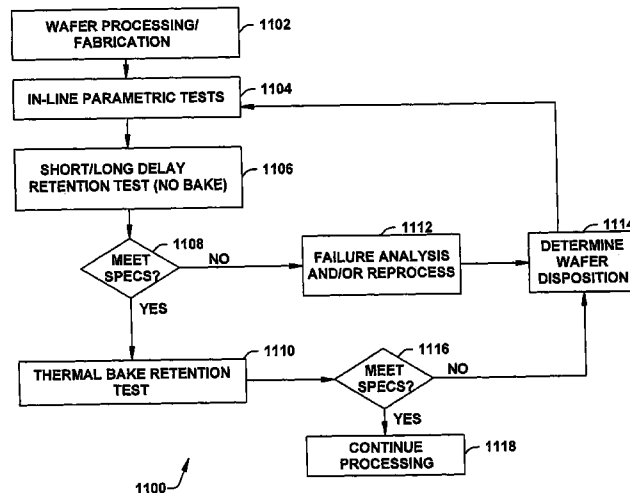 WAFER PROCESSING/
FABRICATION
1102
IN-LINE PARAMETRIC TESTS
1104
SHORT/LONG DELAY
RETENTION TEST (NO BAKE)
1106
MEET
SPECS?
1108
NO
YES
FAILURE ANALYSIS
AND/OR REPROCESS
1112
DETERMINE
WAFER
DISPOSITION
1114
THERMAL BAKE RETENTION
TEST
1110
MEET
SPECS?
1116
NO
YES
CONTINUE
PROCESSING
1118
1100